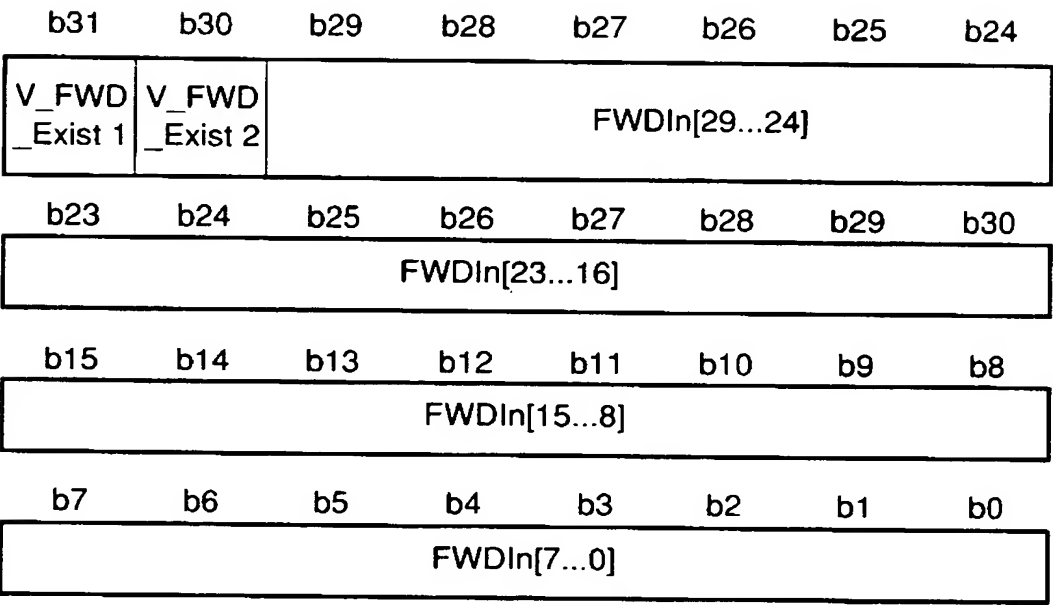 b31 b30 b29 b28 b27 b26 b25 b24
V_FWD V_FWD
_Exist 1 _Exist 2
FWDIn[29...24]
b23 b24 b25 b26 b27 b28 b29 b30
FWDIn[23...16]
b15 b14 b13 b12 b11 b10 b9 b8
FWDIn[15...8]
b7 b6 b5 b4 b3 b2 b1 b0
FWDIn[7...0]